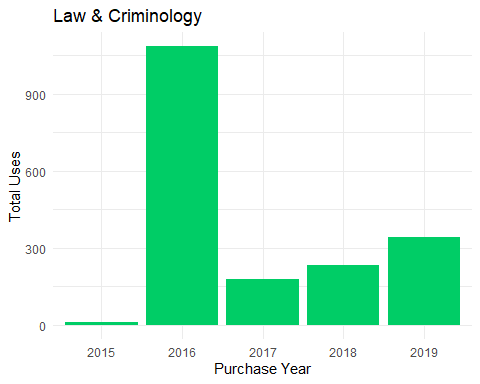 Law & Criminology
Total Uses
900
600
300
0
2015 2016 2017 2018 2019
Purchase Year